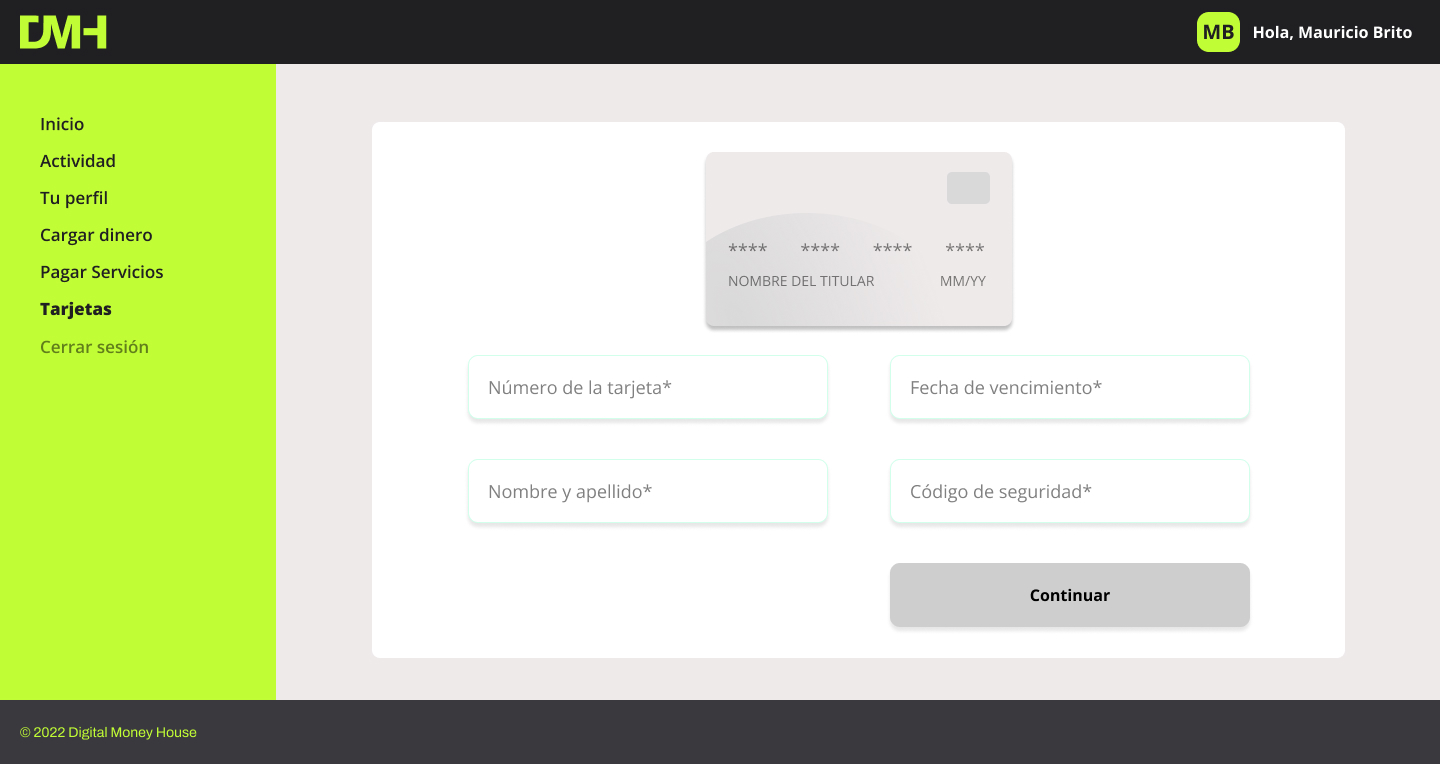 DMH
MB Hola, Mauricio Brito
Inicio
Actividad
Tu perfil
Cargar dinero
Pagar Servicios
Tarjetas
Cerrar sesión
**** **** **** ****
NOMBRE DEL TITULAR MM/YY
Número de la tarjeta* Fecha de vencimiento*
Nombre y apellido* Código de seguridad*
Continuar
© 2022 Digital Money House